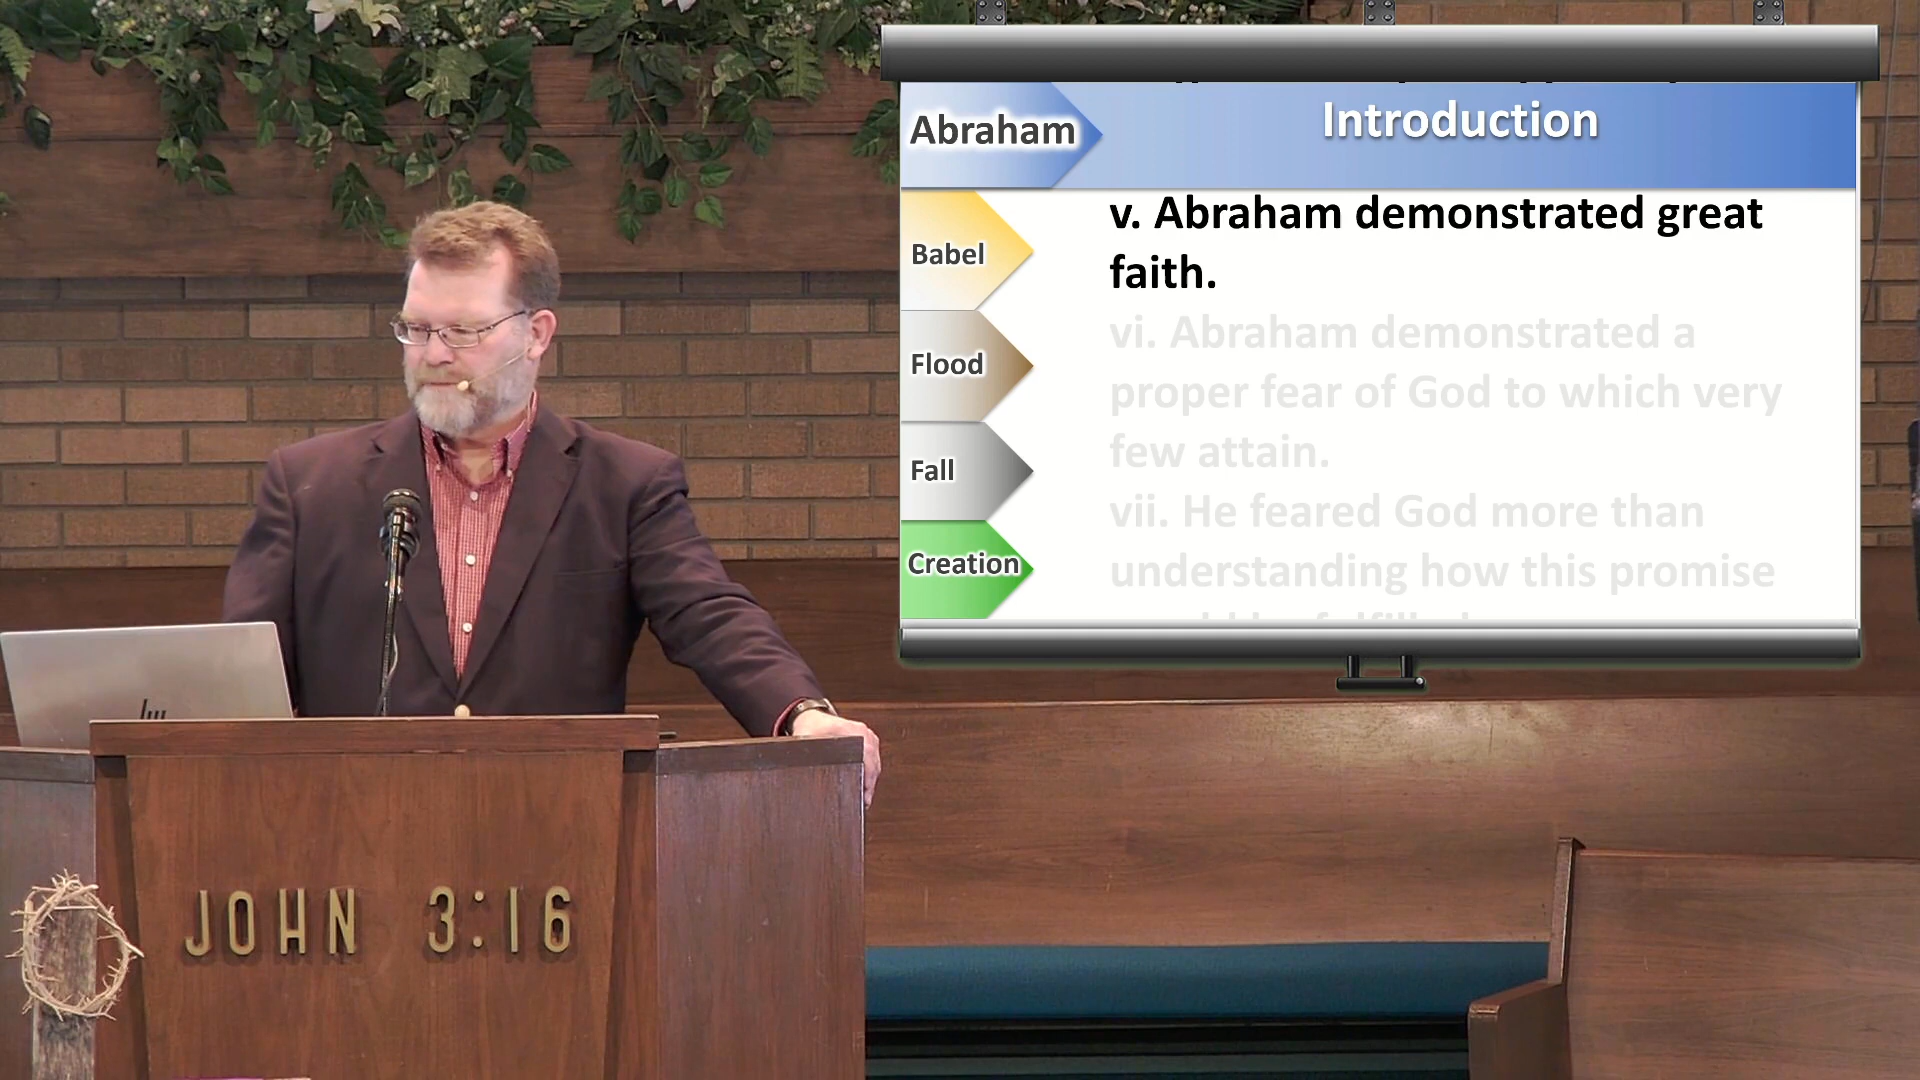 Abraham
Introduction
Babel
Flood
Fall
Creation
v. Abraham demonstrated great
faith.
vi. Abraham demonstrated a
proper fear of God to which very
few attain.
vii. He feared God more than
understanding how this promise
hp
JOHN 3:16